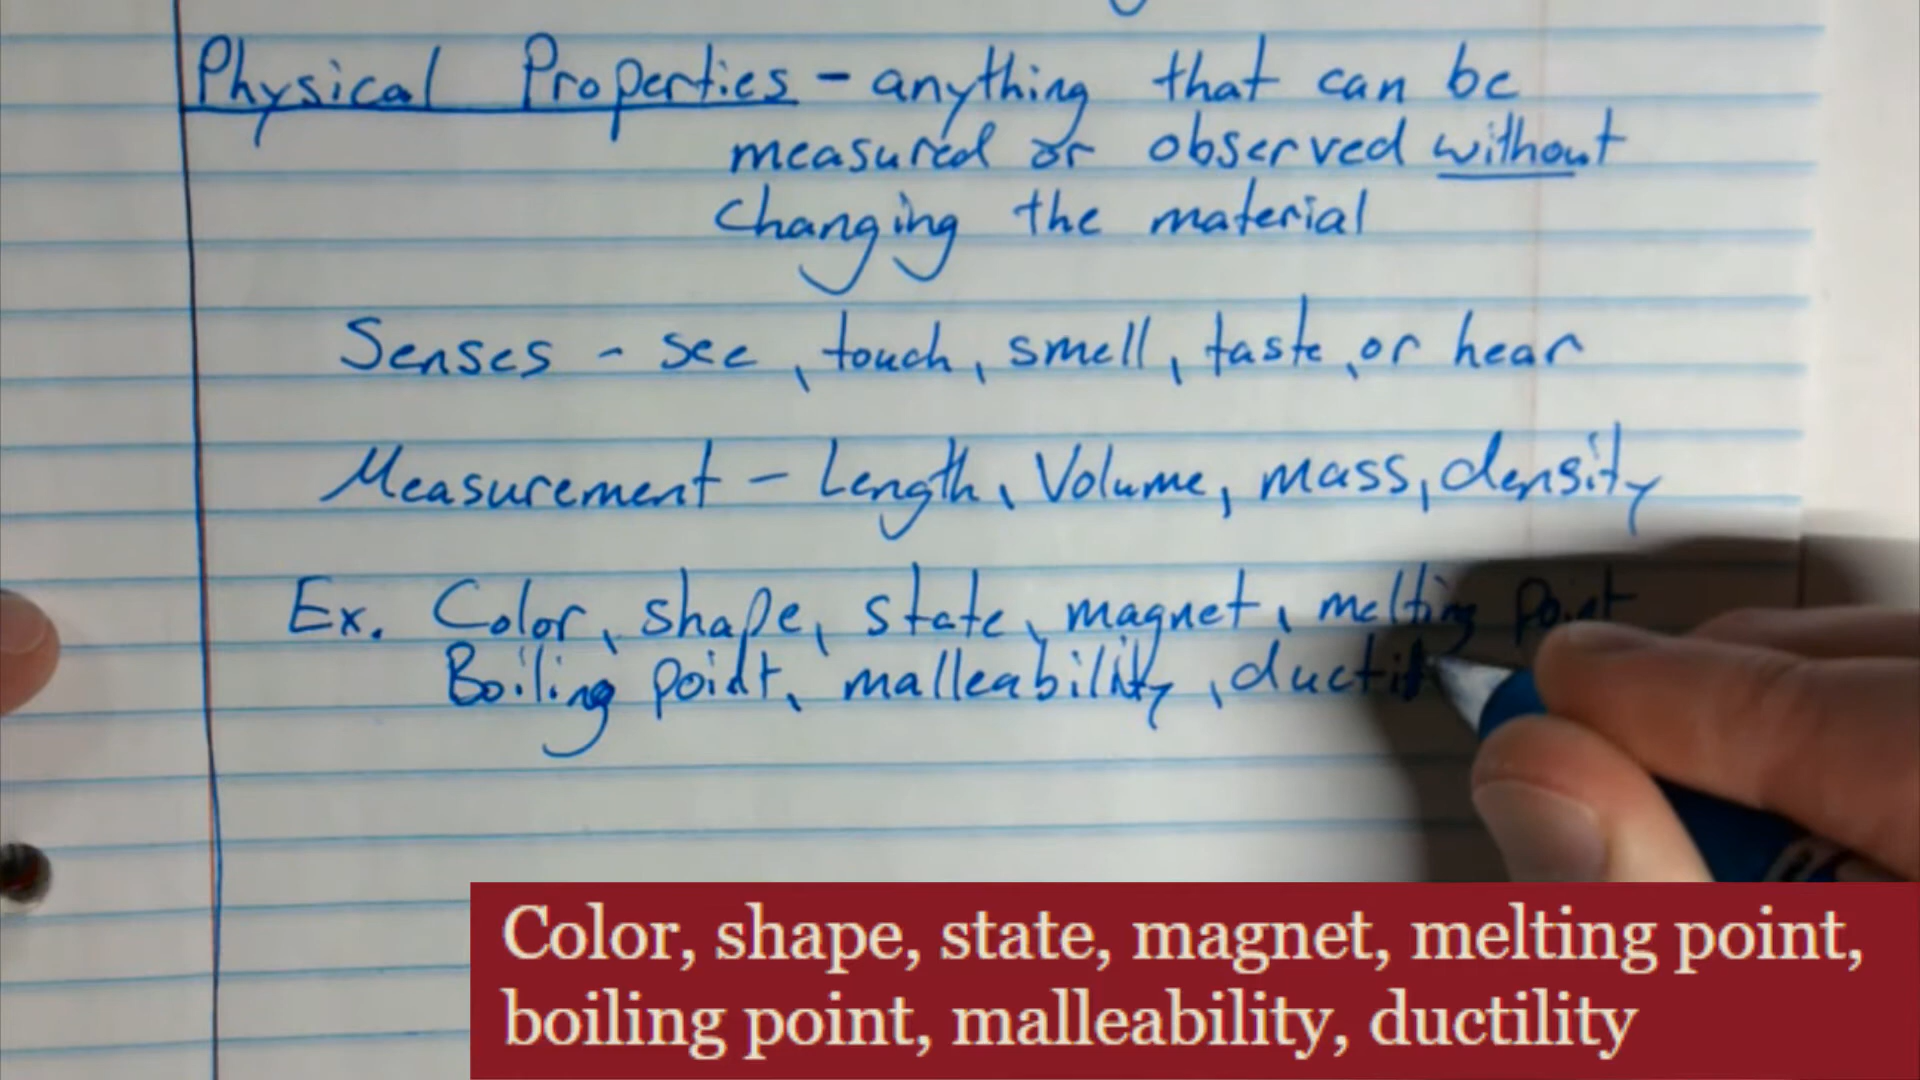 Physical Properties - anything that can be
measured or observed without
changing the material
Senses - see, touch, smell, taste, or hear
Measurement - Length, Volume, mass, density
Ex. Color, shape, state, magnet, melting point
Boiling point, malleability, ductil
Color, shape, state, magnet, melting point,
boiling point, malleability, ductility